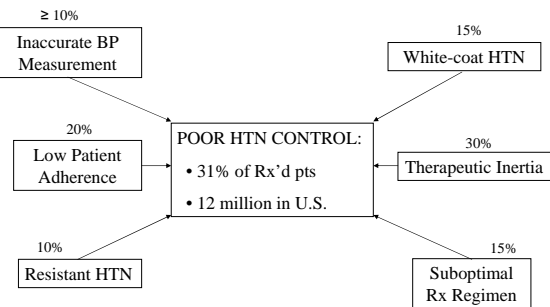 ≥ 10%
Inaccurate BP
Measurement
15%
White-coat HTN
20%
Low Patient
Adherence
POOR HTN CONTROL:
• 31% of Rx’d pts
• 12 million in U.S.
30%
Therapeutic Inertia
10%
Resistant HTN
15%
Suboptimal
Rx Regimen